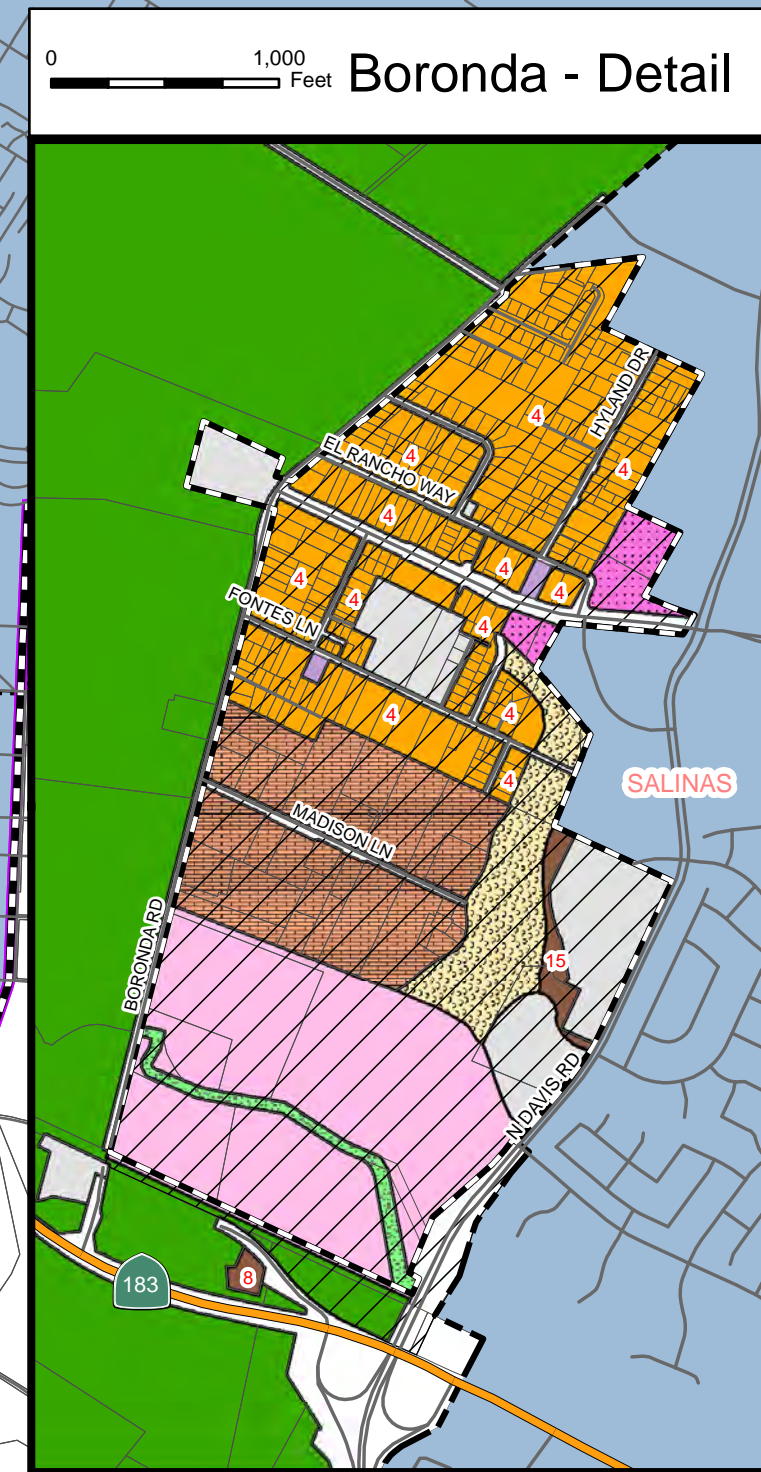 0 1,000 Feet
Boronda - Detail
4
HYLAND DR
4
4
EL RANCHO WAY
4
4
4
4
4
FONTES LN
4
4
4
4
SALINAS
MADISON LN
BORONDA RD
15
N DAVIS RD
8
183